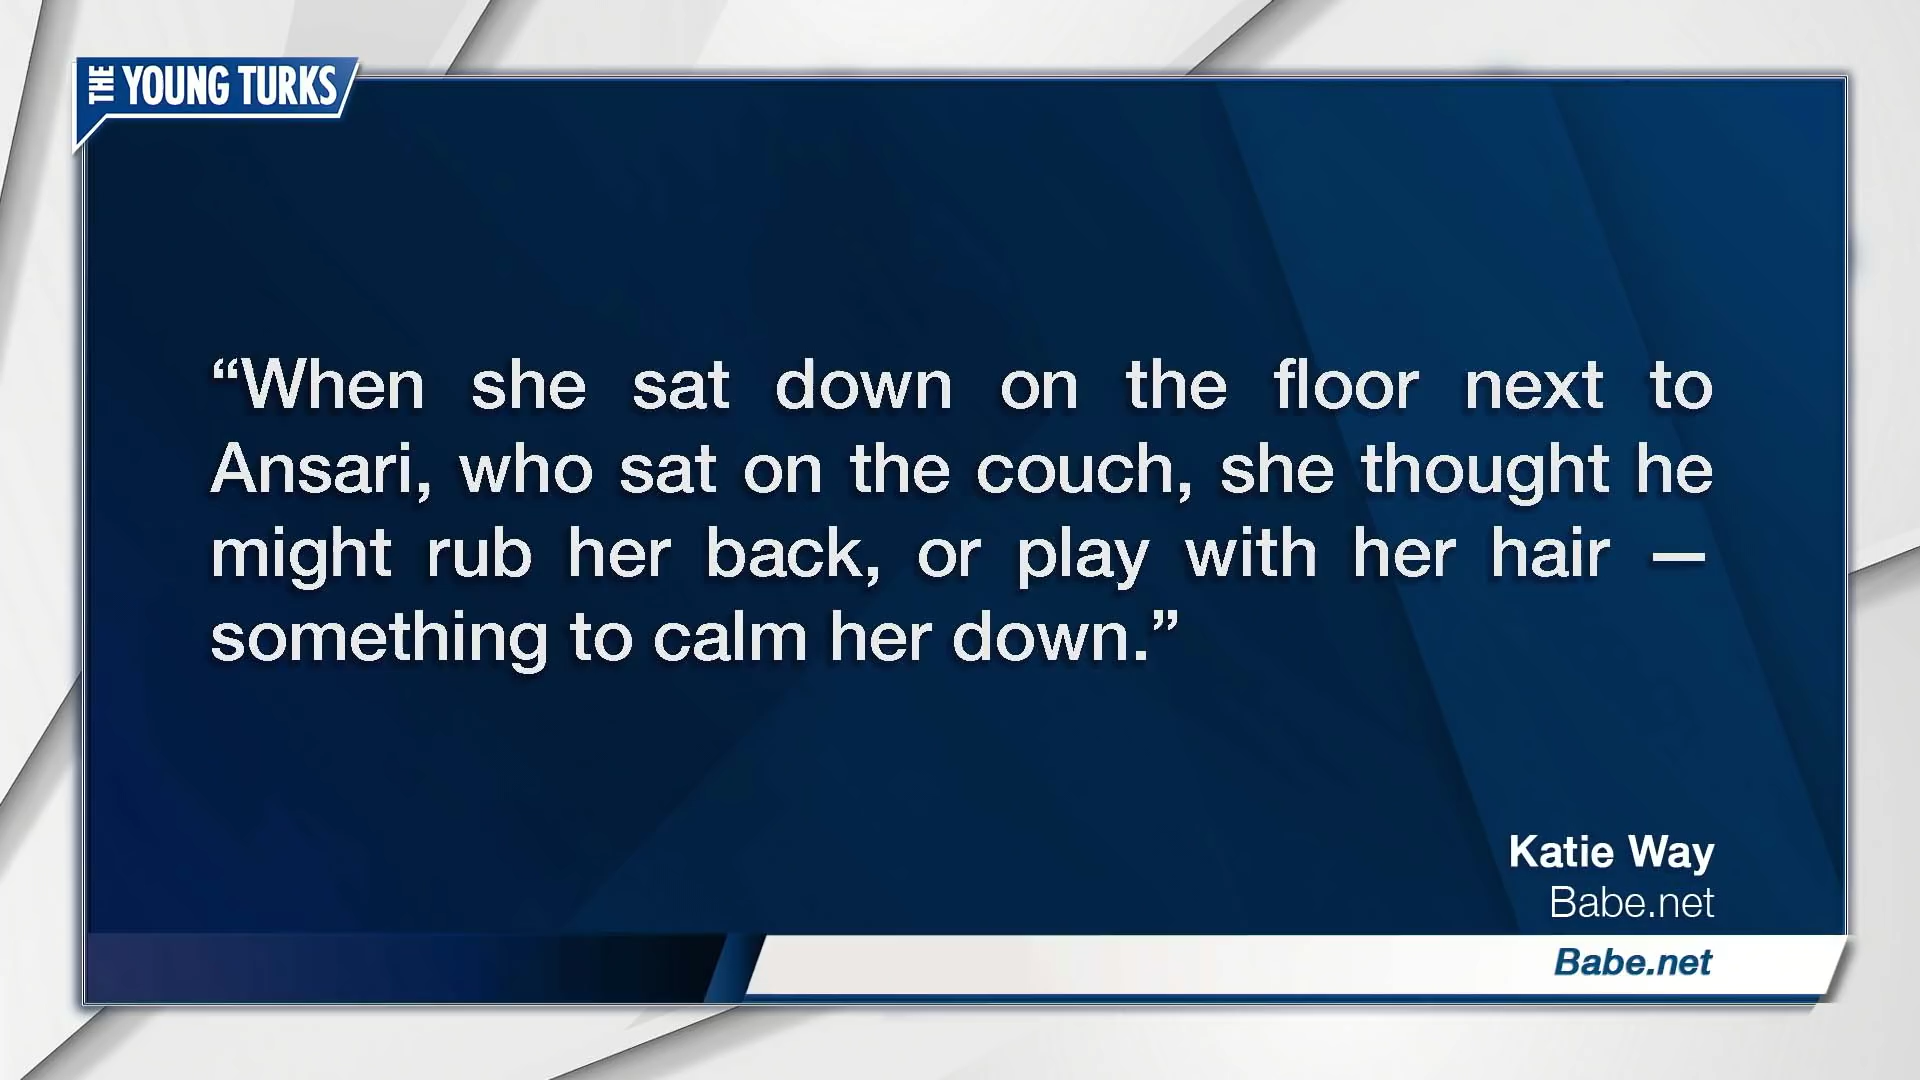 THE YOUNG TURKS
“When she sat down on the floor next to
Ansari, who sat on the couch, she thought he
might rub her back, or play with her hair —
something to calm her down.”
Katie Way
Babe.net
Babe.net